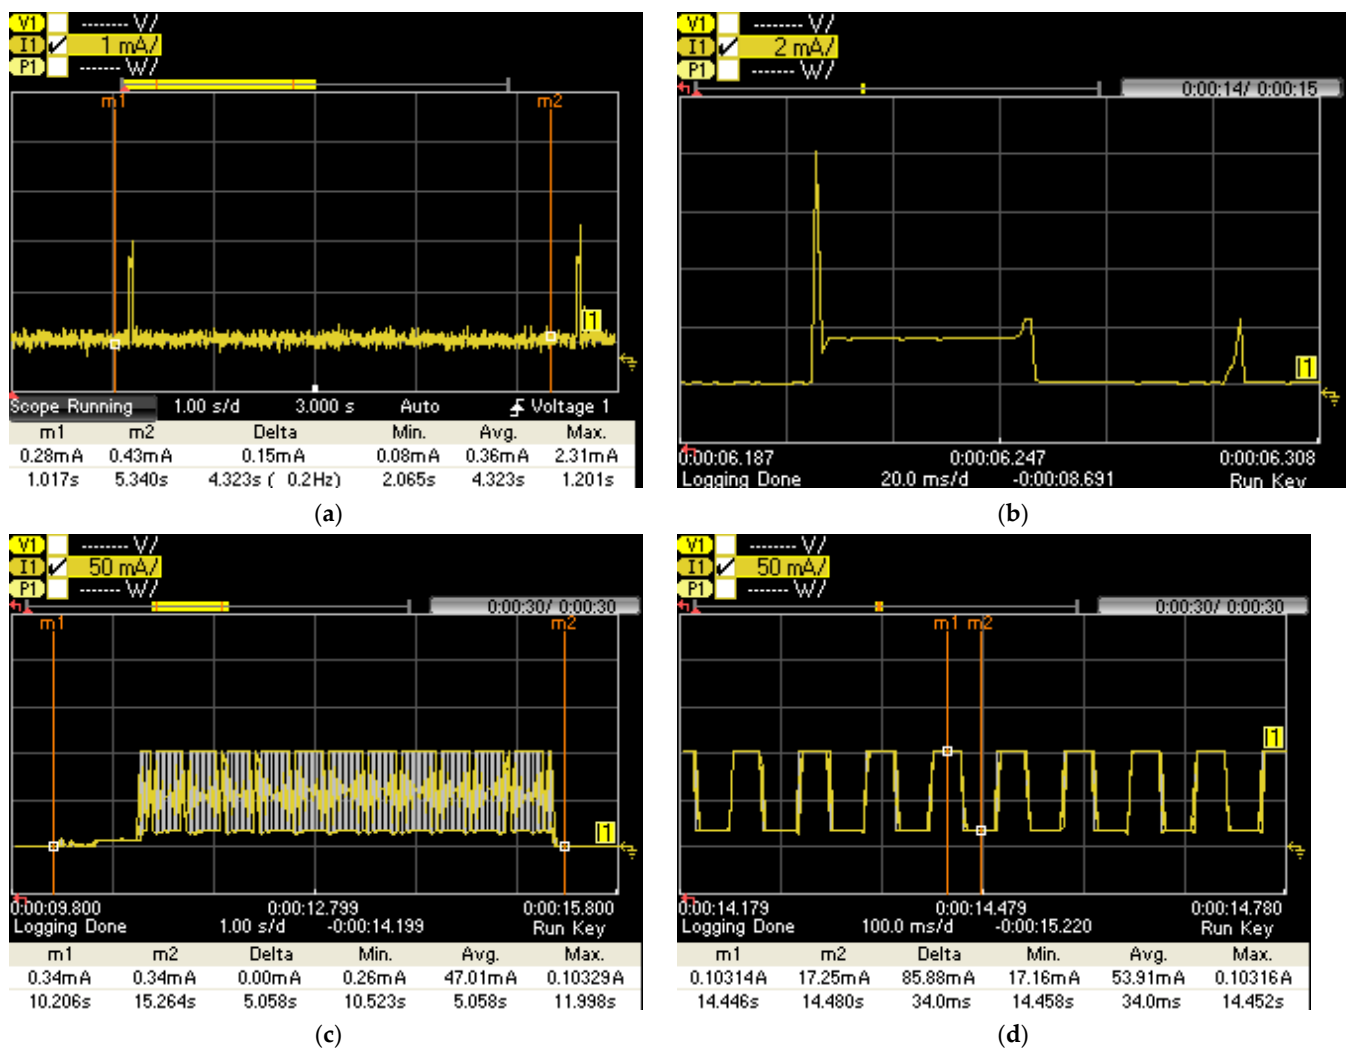 V1 ------- V/
I1 1 mA/
P1 ------ W/
m1 m2
I1
Scope Running 1.00 s/d 3.000 s Auto Voltage 1
m1 m2 Delta Min. Avg. Max.
0.28mA 0.43mA 0.15mA 0.08mA 0.36mA 2.31mA
1.017s 5.340s 4.323s ( 0.2Hz) 2.065s 4.323s 1.201s
(a)
V1 ------- V/
I1 2 mA/
P1 ------ W/
0:00:14/ 0:00:15
I1
0:00:06.187 0:00:06.247 0:00:06.308
Logging Done 20.0 ms/d -0:00:08.691 Run Key
(b)
V1 ------- V/
I1 50 mA/
P1 ------ W/
0:00:30/ 0:00:30
m1 m2
I1
0:00:09.800 0:00:12.799 0:00:15.800
Logging Done 1.00 s/d -0:00:14.199 Run Key
m1 m2 Delta Min. Avg. Max.
0.34mA 0.34mA 0.00mA 0.26mA 47.01mA 0.10329A
10.206s 15.264s 5.058s 10.523s 5.058s 11.998s
(c)
V1 ------- V/
I1 50 mA/
P1 ------ W/
0:00:30/ 0:00:30
m1 m2
I1
0:00:14.179 0:00:14.479 0:00:14.780
Logging Done 100.0 ms/d -0:00:15.220 Run Key
m1 m2 Delta Min. Avg. Max.
0.10314A 17.25mA 85.88mA 17.16mA 53.91mA 0.10316A
14.446s 14.480s 34.0ms 14.458s 34.0ms 14.452s
(d)